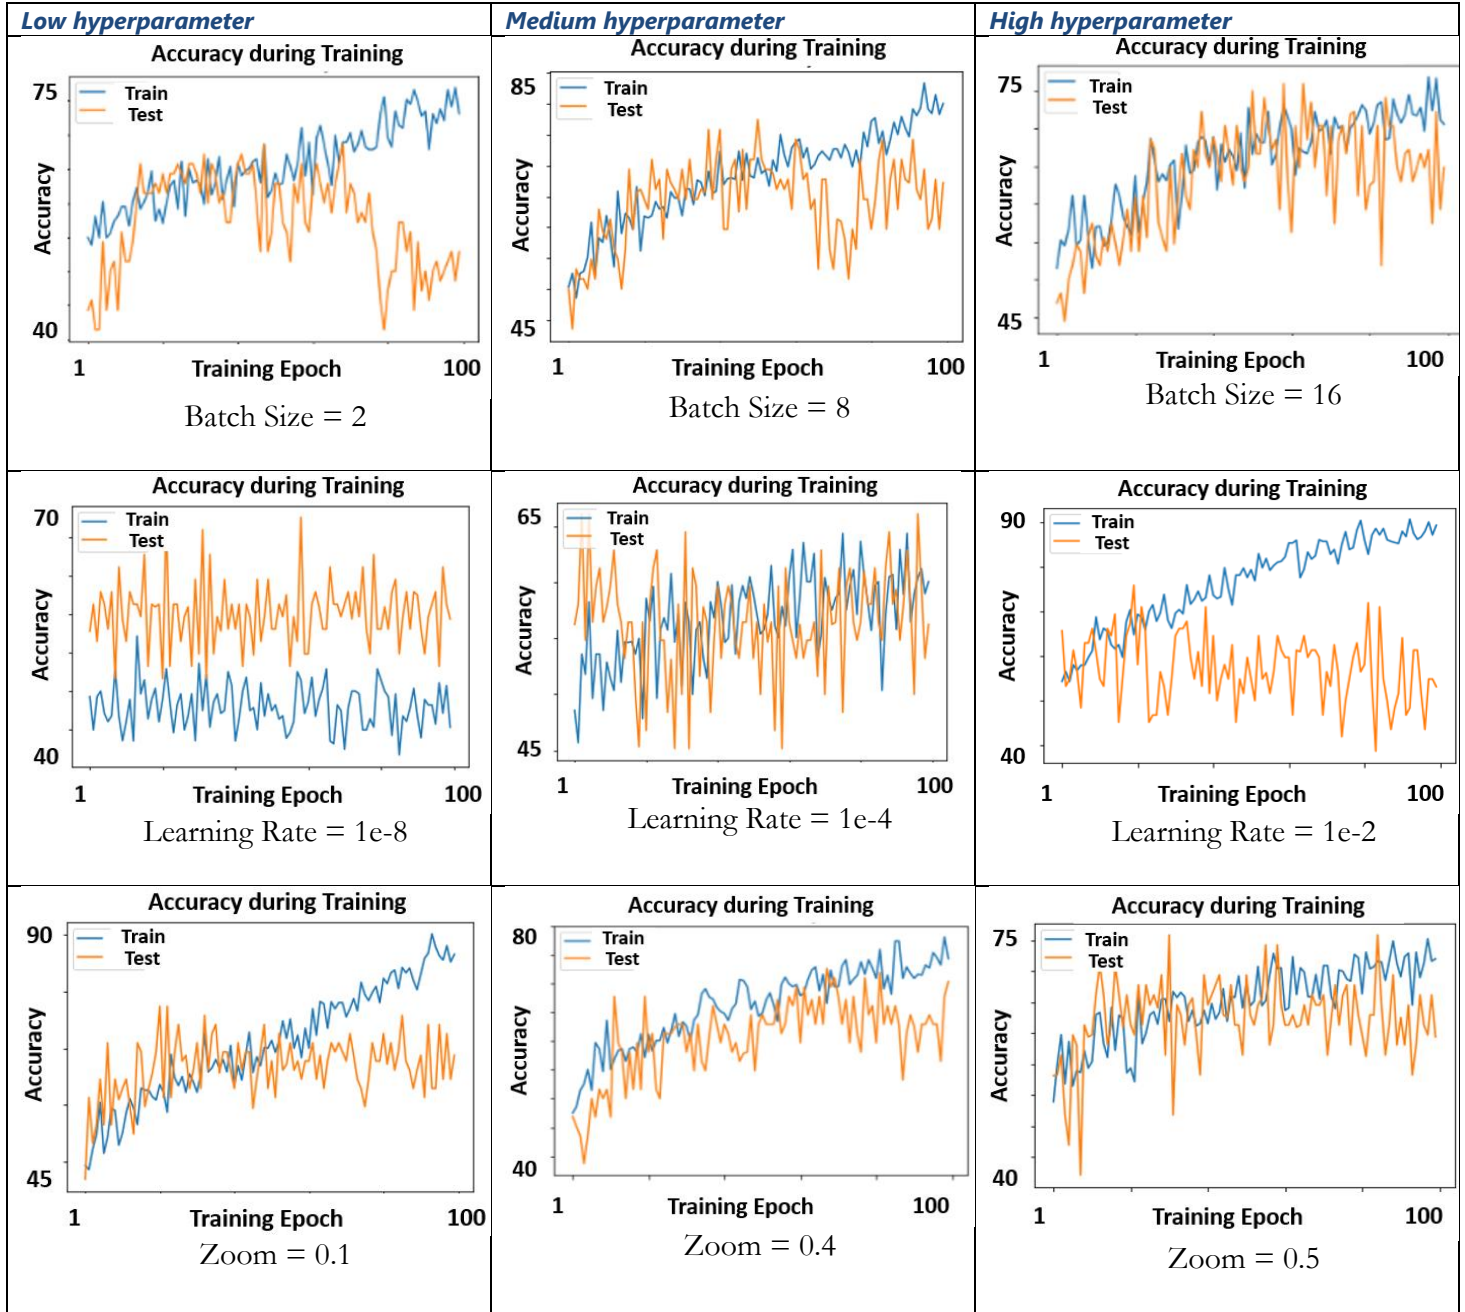 Low hyperparameter
Medium hyperparameter
High hyperparameter
Accuracy during Training
75
Train
Test
Accuracy
40
1
Training Epoch
100
Batch Size = 2
Accuracy during Training
85
Train
Test
Accuracy
45
1
Training Epoch
100
Batch Size = 8
Accuracy during Training
75
Train
Test
Accuracy
45
1
Training Epoch
100
Batch Size = 16
Accuracy during Training
70
Train
Test
Accuracy
40
1
Training Epoch
100
Learning Rate = 1e-8
Accuracy during Training
65
Train
Test
Accuracy
45
1
Training Epoch
100
Learning Rate = 1e-4
Accuracy during Training
90
Train
Test
Accuracy
40
1
Training Epoch
100
Learning Rate = 1e-2
Accuracy during Training
90
Train
Test
Accuracy
45
1
Training Epoch
100
Zoom = 0.1
Accuracy during Training
80
Train
Test
Accuracy
40
1
Training Epoch
100
Zoom = 0.4
Accuracy during Training
75
Train
Test
Accuracy
40
1
Training Epoch
100
Zoom = 0.5